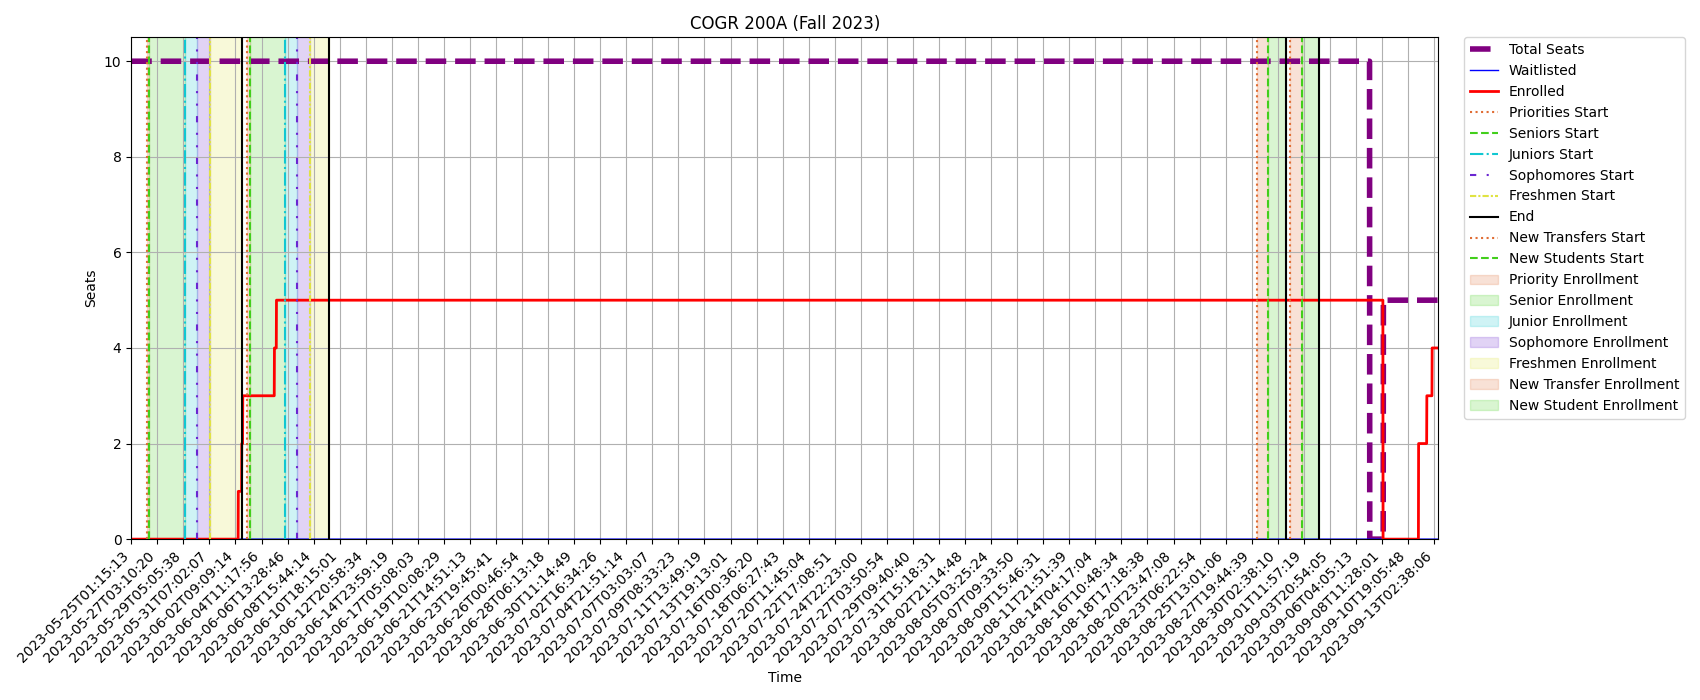 COGR 200A (Fall 2023)
Seats
10
8
6
4
2
0
2023-05-25T01:15:13
2023-05-27T03:10:20
2023-05-29T05:05:38
2023-05-31T07:02:07
2023-06-02T09:09:14
2023-06-04T11:17:56
2023-06-06T13:28:46
2023-06-08T15:44:14
2023-06-10T18:15:01
2023-06-12T20:58:34
2023-06-14T23:59:19
2023-06-17T05:08:03
2023-06-19T10:08:29
2023-06-21T14:51:13
2023-06-23T19:45:41
2023-06-26T00:46:54
2023-06-28T06:13:18
2023-06-30T11:14:49
2023-07-02T16:34:26
2023-07-04T21:51:14
2023-07-07T03:03:07
2023-07-09T08:33:23
2023-07-11T13:49:19
2023-07-13T19:13:01
2023-07-16T00:36:20
2023-07-18T06:27:43
2023-07-20T11:45:04
2023-07-22T17:08:51
2023-07-24T22:23:00
2023-07-27T03:50:54
2023-07-29T09:40:40
2023-07-31T15:18:31
2023-08-02T21:14:48
2023-08-05T03:25:24
2023-08-07T09:33:50
2023-08-09T15:46:31
2023-08-11T21:51:39
2023-08-14T04:17:04
2023-08-16T10:48:34
2023-08-18T17:18:38
2023-08-20T23:47:08
2023-08-23T06:22:54
2023-08-25T13:01:06
2023-08-27T19:44:39
2023-08-30T02:38:10
2023-09-01T11:57:19
2023-09-03T20:54:05
2023-09-06T04:05:13
2023-09-08T11:28:01
2023-09-10T19:05:48
2023-09-13T02:38:06
Time
Total Seats
Waitlisted
Enrolled
Priorities Start
Seniors Start
Juniors Start
Sophomores Start
Freshmen Start
End
New Transfers Start
New Students Start
Priority Enrollment
Senior Enrollment
Junior Enrollment
Sophomore Enrollment
Freshmen Enrollment
New Transfer Enrollment
New Student Enrollment